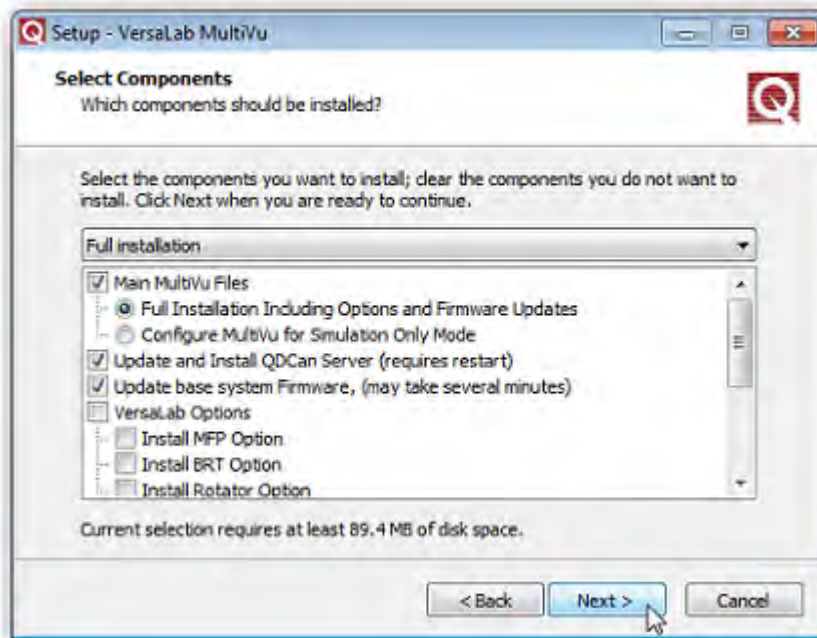 Setup - VersaLab MultiVu
Select Components
Which components should be installed?
Select the components you want to install; clear the components you do not want to
install. Click Next when you are ready to continue.
Full installation
Main MultiVu Files
Full Installation Including Options and Firmware Updates
Configure MultiVu for Simulation Only Mode
Update and Install QDCan Server (requires restart)
Update base system Firmware, (may take several minutes)
VersaLab Options
Install MFP Option
Install BRT Option
Install Rotator Option
Current selection requires at least 89.4 MB of disk space.
< Back Next > Cancel